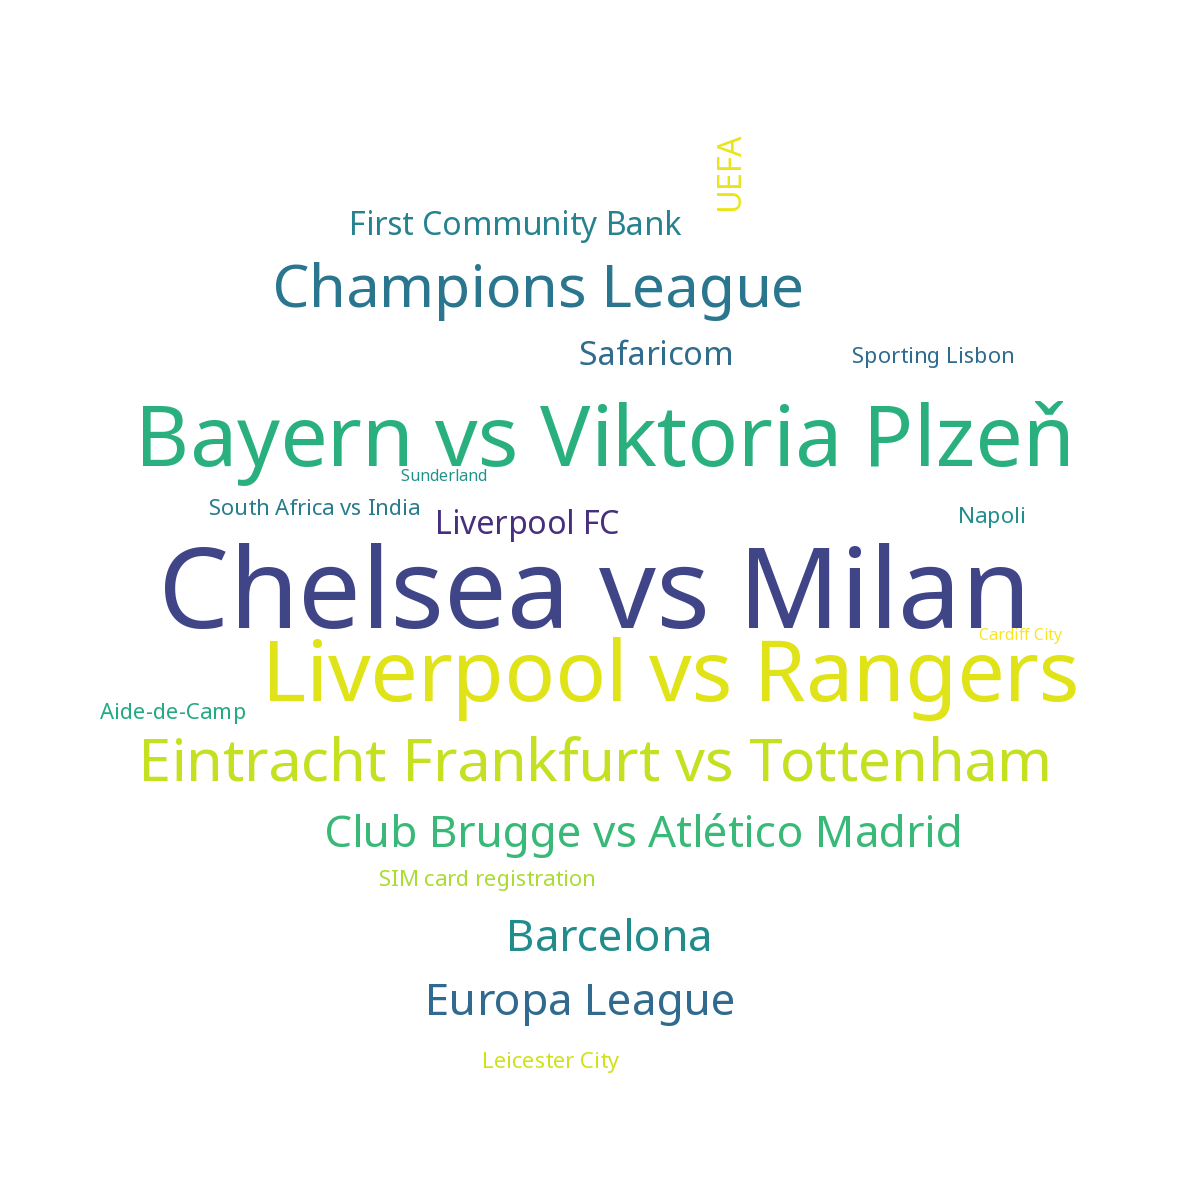 UEFA
First Community Bank
Champions League
Safaricom
Sporting Lisbon
Bayern vs Viktoria Plzeň
Sunderland
South Africa vs India
Liverpool FC
Napoli
Chelsea vs Milan
Cardiff City
Liverpool vs Rangers
Aide-de-Camp
Eintracht Frankfurt vs Tottenham
Club Brugge vs Atlético Madrid
SIM card registration
Barcelona
Europa League
Leicester City